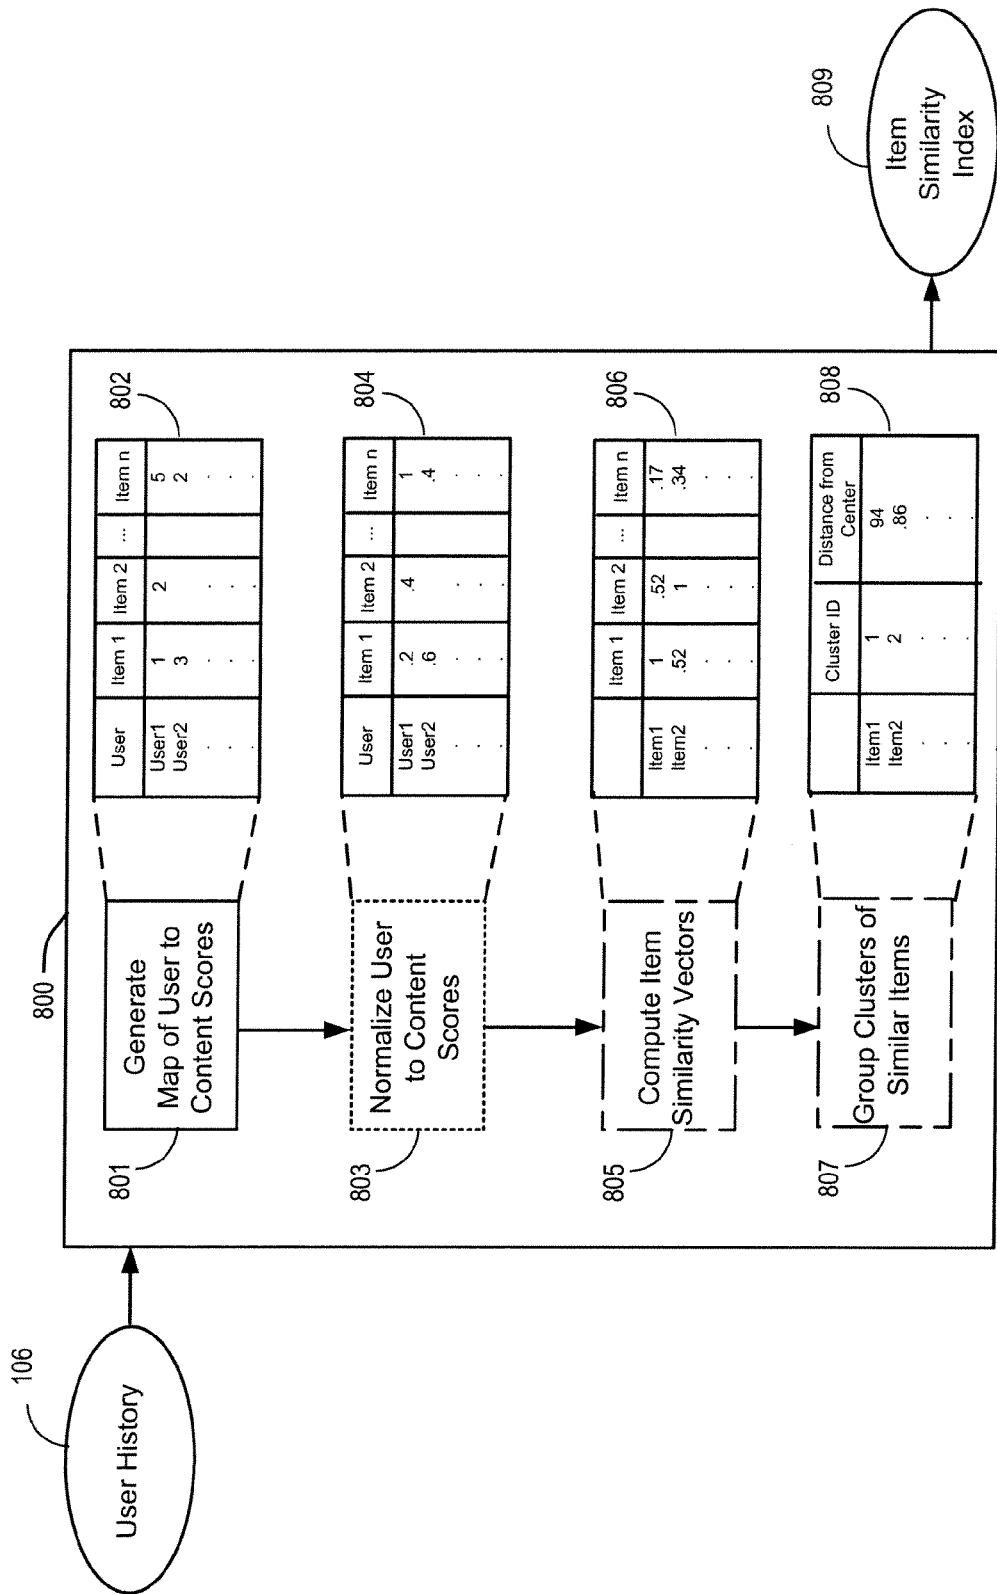 106
User History
800
801
Generate
Map of User to
Content Scores
802
User Item 1 Item 2 ... Item n
User1 1 2 5
User2 3 2
. . . .
. . . .
. . . .
803
Normalize User
to Content
Scores
804
User Item 1 Item 2 ... Item n
User1 .2 .4 1
User2 .6 .4
. . . .
. . . .
. . . .
805
Compute Item
Similarity Vectors
806
Item 1 Item 2 ... Item n
Item1 1 .52 .17
Item2 .52 1 .34
. . . .
. . . .
. . . .
807
Group Clusters of
Similar Items
808
Cluster ID Distance from
Center
Item1 1 94
Item2 2 .86
. . .
. . .
. . .
809
Item
Similarity
Index